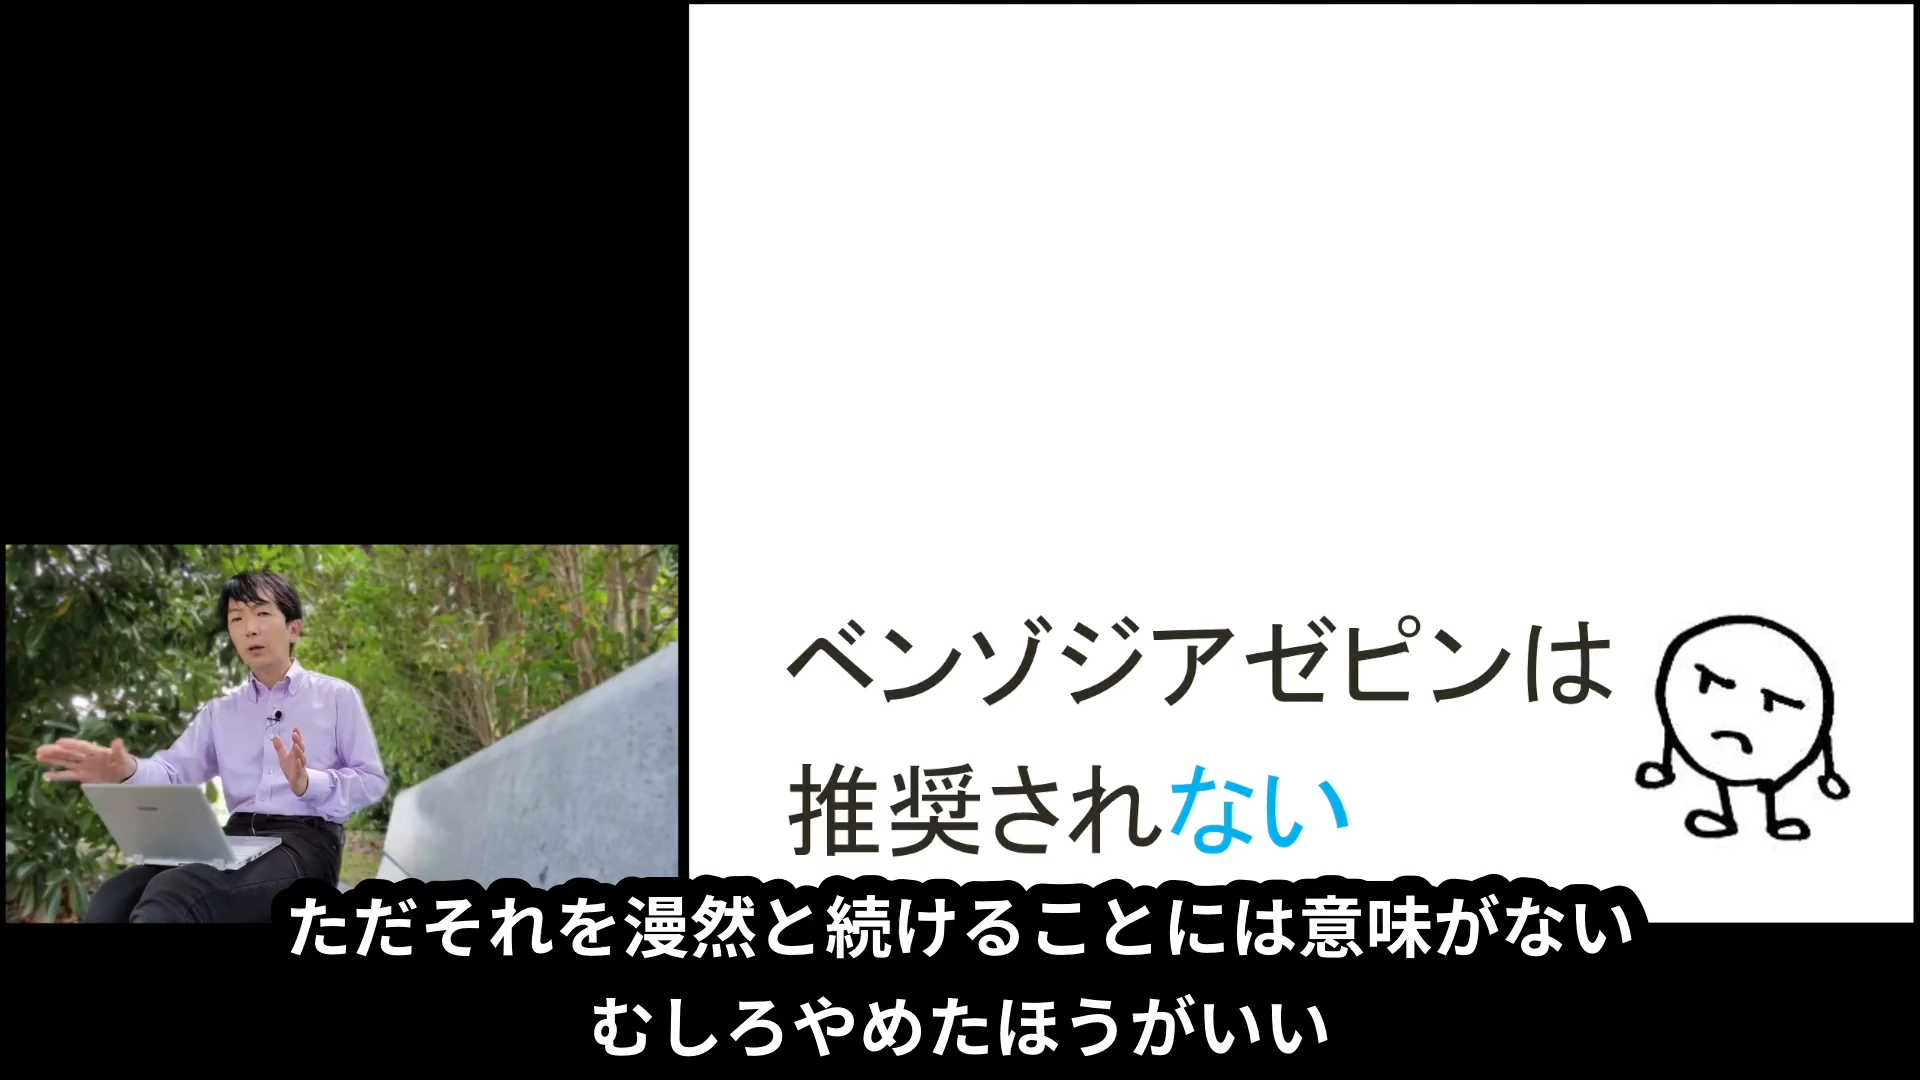 ベンゾジアゼピンは
推奨されない
ただそれを漫然と続けることには意味がない
むしろやめたほうがいい